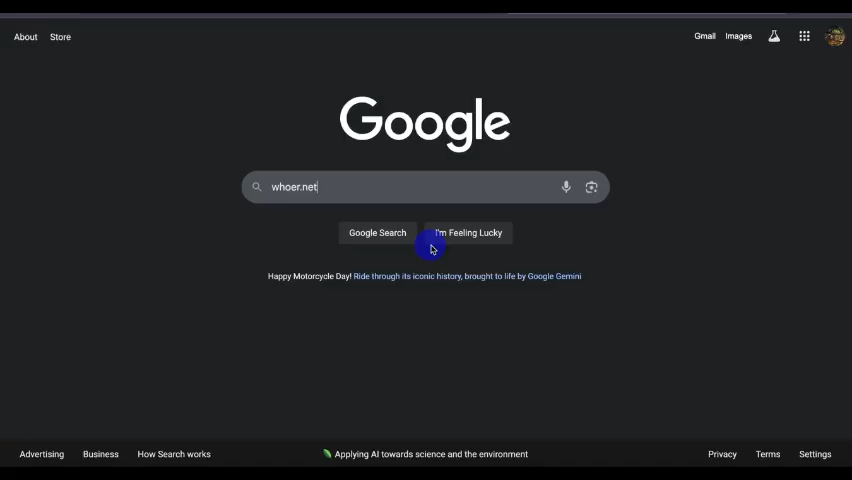 About Store
Gmail Images
Google
whoer.net
Google Search I'm Feeling Lucky
Happy Motorcycle Day! Ride through its iconic history, brought to life by Google Gemini
Advertising Business How Search works Applying AI towards science and the environment Privacy Terms Settings